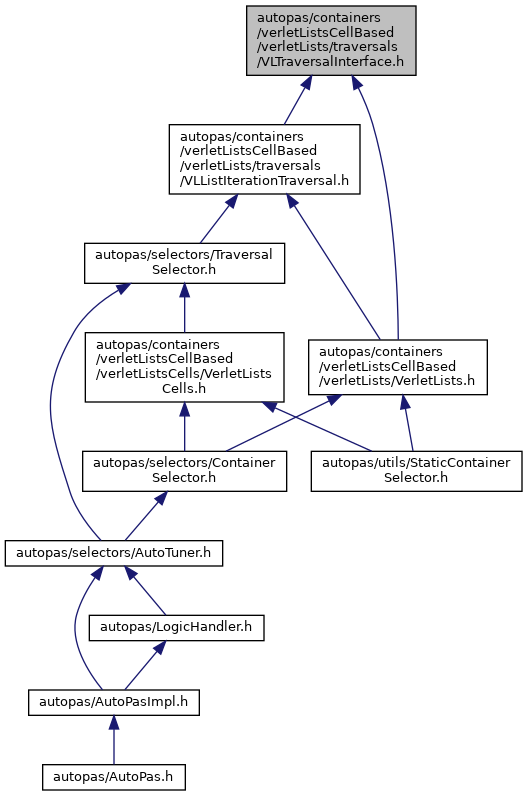 autopas/containers
/verletListsCellBased
/verletLists/traversals
/VLTraversalInterface.h
autopas/containers
/verletListsCellBased
/verletLists/traversals
/VLListIterationTraversal.h
autopas/selectors/Traversal
Selector.h
autopas/containers
/verletListsCellBased
/verletListsCells/VerletLists
Cells.h
autopas/containers
/verletListsCellBased
/verletLists/VerletLists.h
autopas/selectors/Container
Selector.h
autopas/utils/StaticContainer
Selector.h
autopas/selectors/AutoTuner.h
autopas/LogicHandler.h
autopas/AutoPasImpl.h
autopas/AutoPas.h